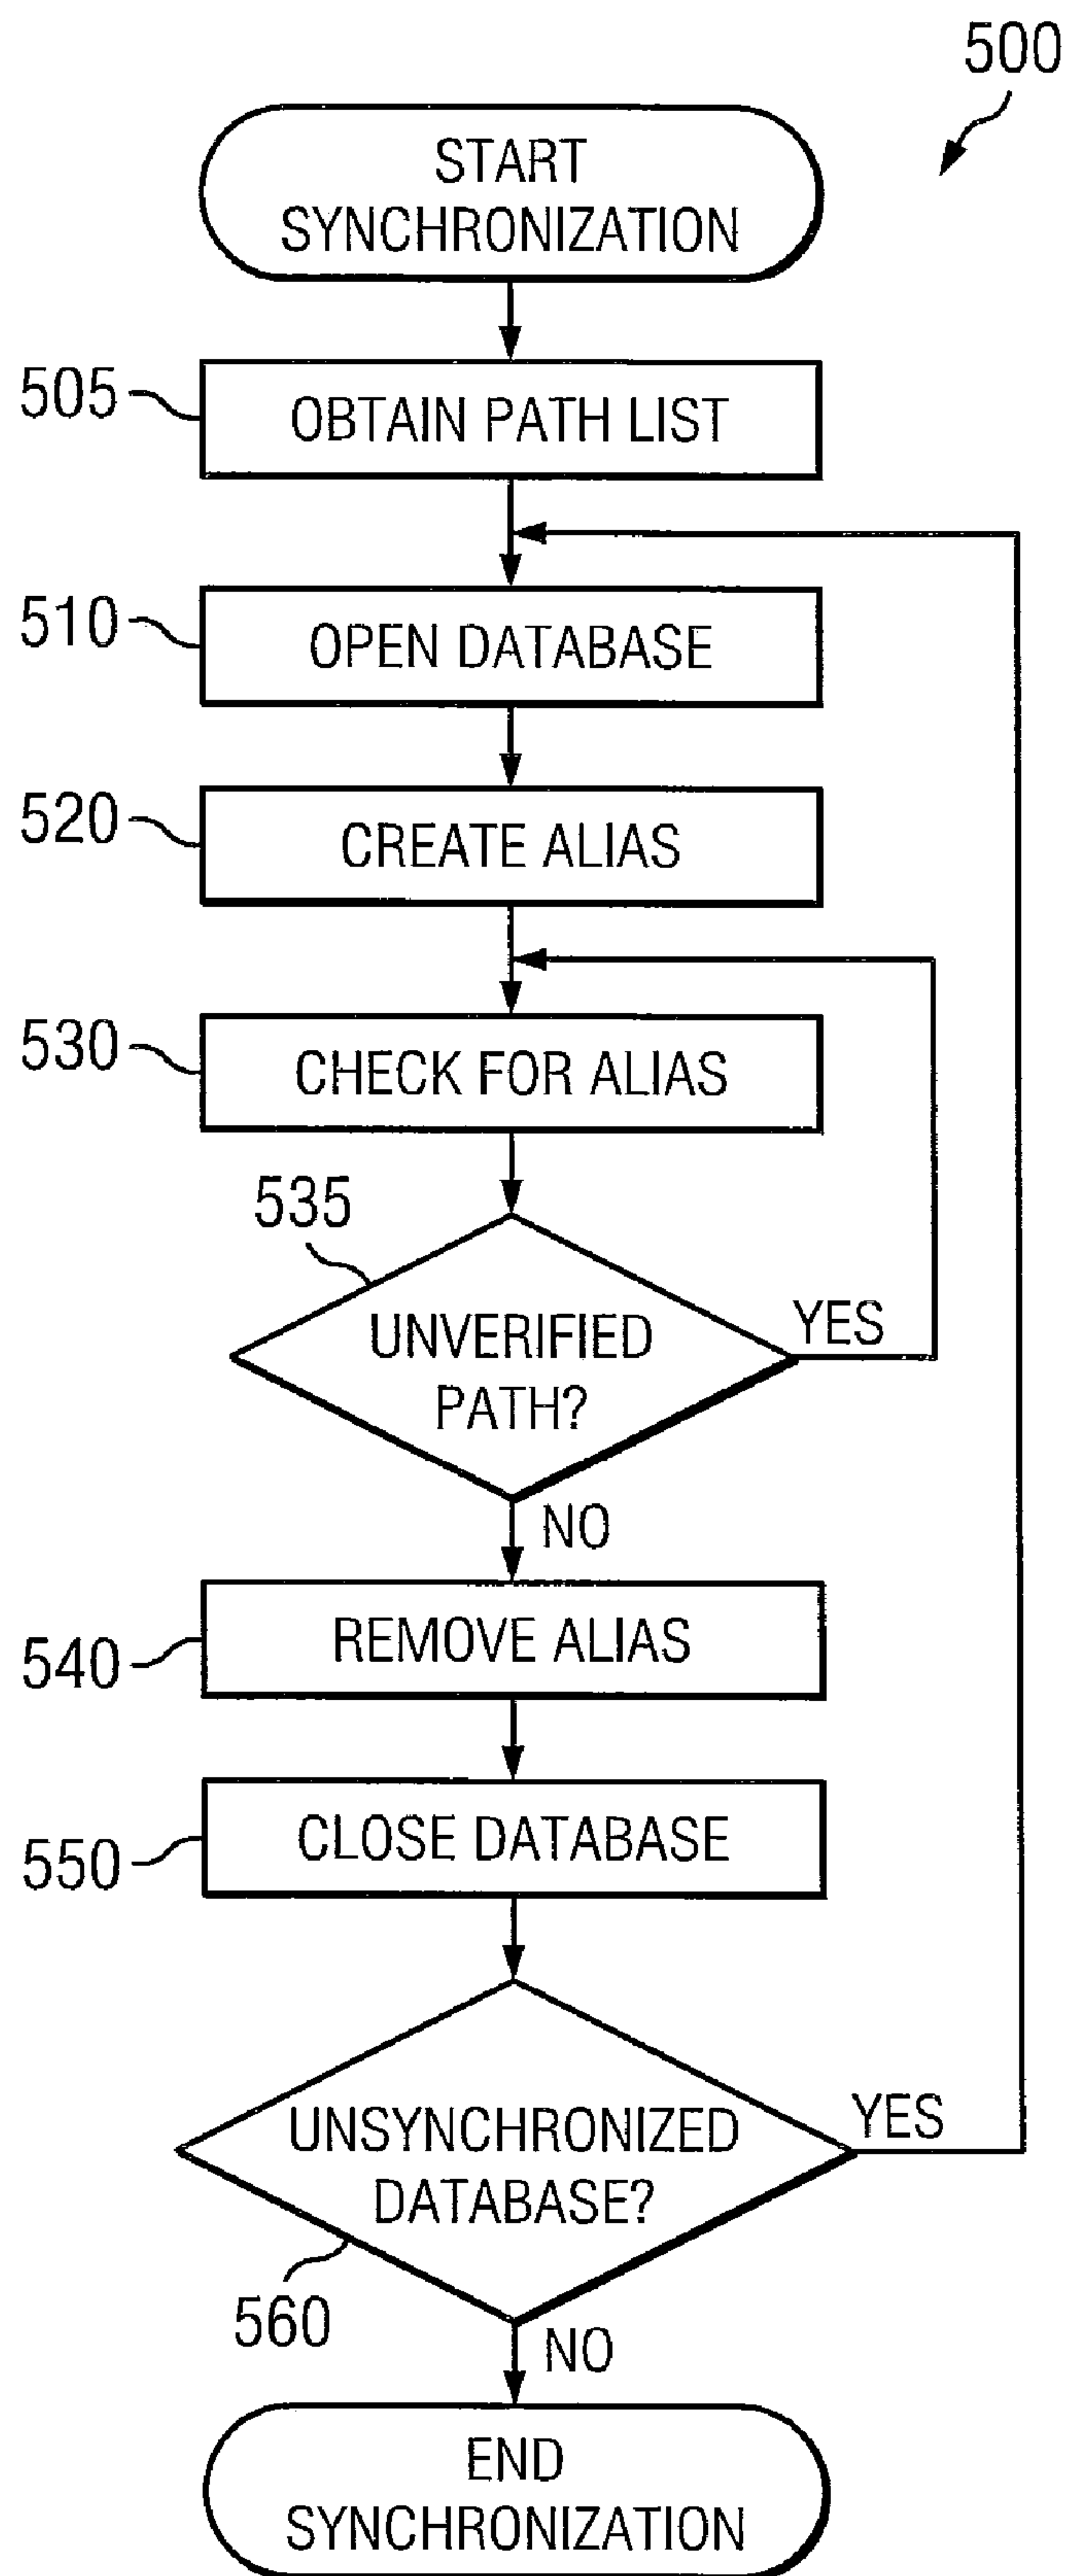 500
START
SYNCHRONIZATION
505
OBTAIN PATH LIST
510
OPEN DATABASE
520
CREATE ALIAS
530
CHECK FOR ALIAS
535
UNVERIFIED
PATH?
YES
NO
540
REMOVE ALIAS
550
CLOSE DATABASE
UNSYNCHRONIZED
DATABASE?
YES
560
NO
END
SYNCHRONIZATION